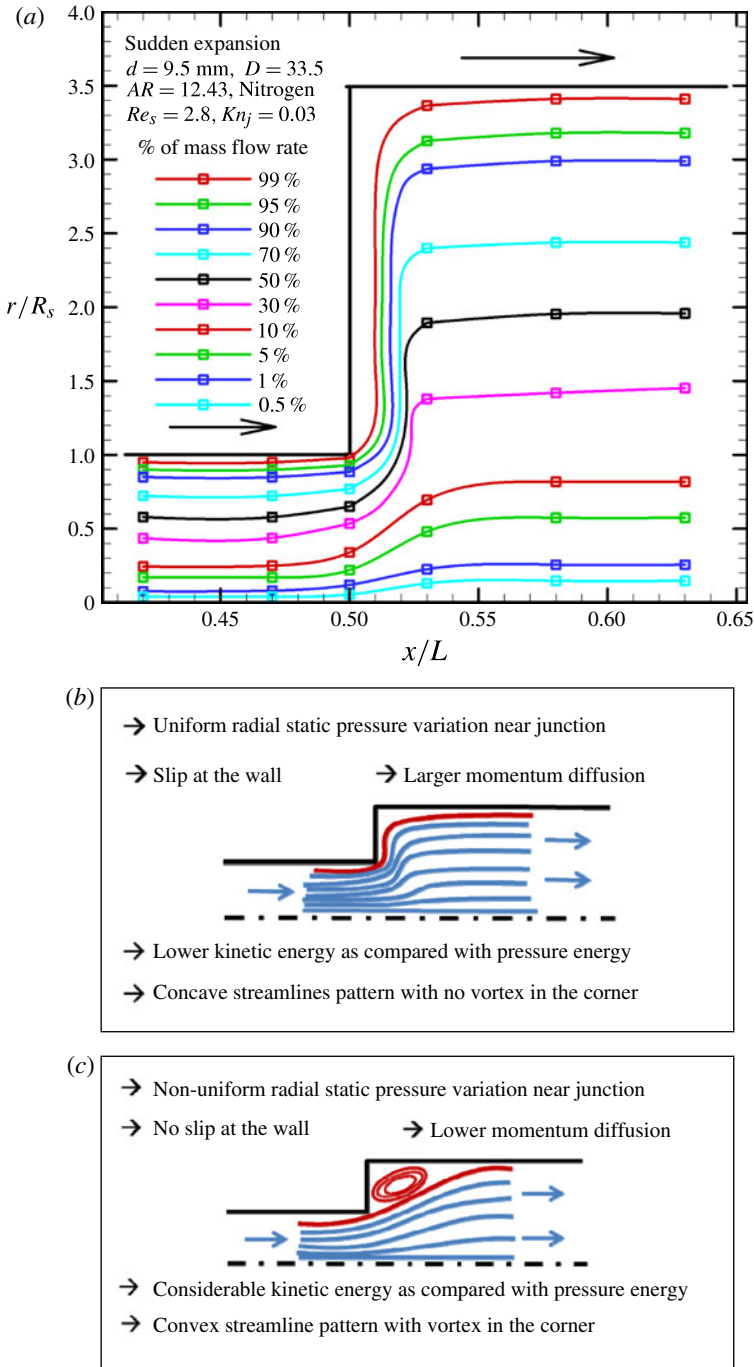 (a)
4.0
3.5
3.0
2.5
2.0
1.5
1.0
0.5
0
r/Rs
Sudden expansion
d = 9.5 mm, D = 33.5
AR = 12.43, Nitrogen
Res = 2.8, Knj = 0.03
% of mass flow rate
99 %
95 %
90 %
70 %
50 %
30 %
10 %
5 %
1 %
0.5 %
0.45 0.50 0.55 0.60 0.65
x/L
(b)
→ Uniform radial static pressure variation near junction
→ Slip at the wall → Larger momentum diffusion
→ Lower kinetic energy as compared with pressure energy
→ Concave streamlines pattern with no vortex in the corner
(c)
→ Non-uniform radial static pressure variation near junction
→ No slip at the wall → Lower momentum diffusion
→ Considerable kinetic energy as compared with pressure energy
→ Convex streamline pattern with vortex in the corner